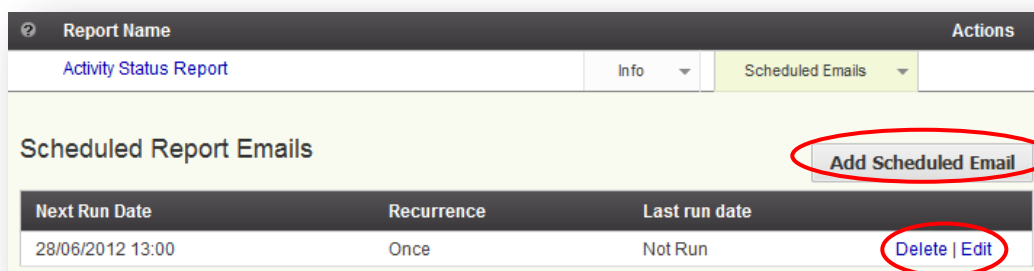 ? Report Name Actions
Activity Status Report Info Scheduled Emails
Scheduled Report Emails
Add Scheduled Email
Next Run Date Recurrence Last run date
28/06/2012 13:00 Once Not Run Delete | Edit